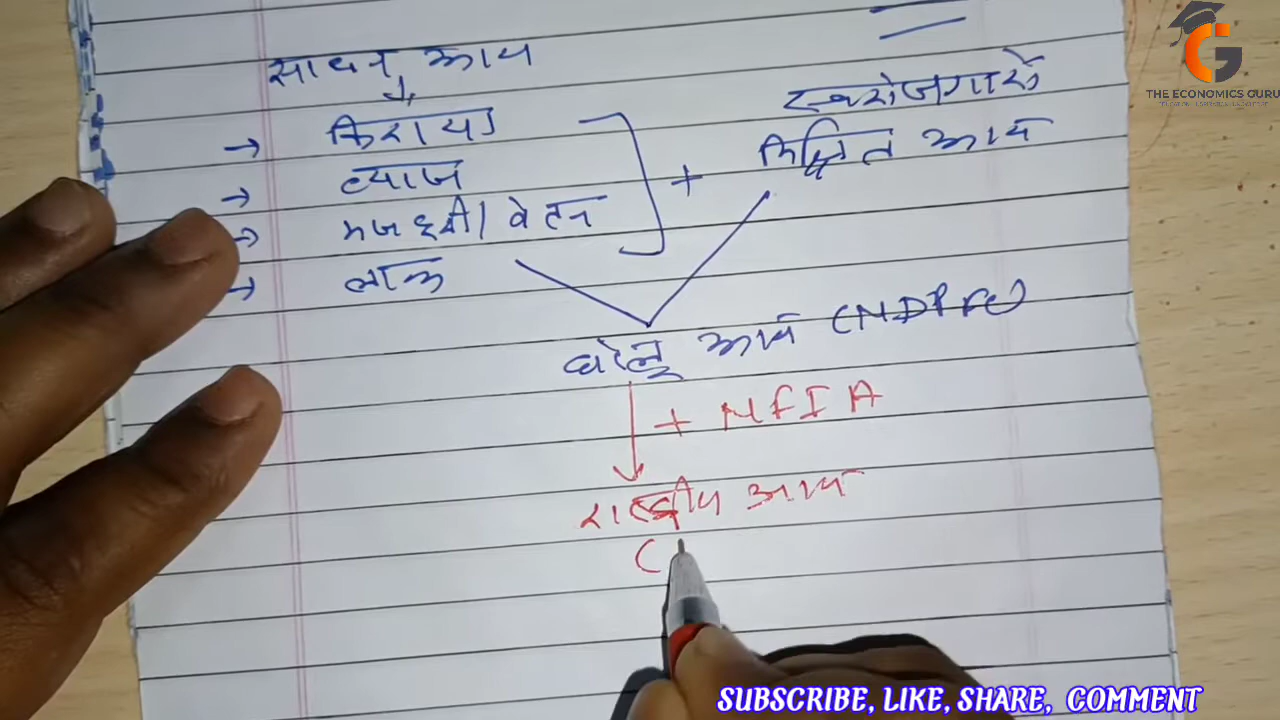 साधन आय
→ किराया
→ ब्याज
→ मजदूरी/ वेतन
→ लाभ
+
स्वरोजगारों
मिश्रित आय
घरेलू आय (NDPFC)
+ NFIA
राष्ट्रीय आय
(
G
THE ECONOMICS GURU
SUBSCRIBE, LIKE, SHARE, COMMENT